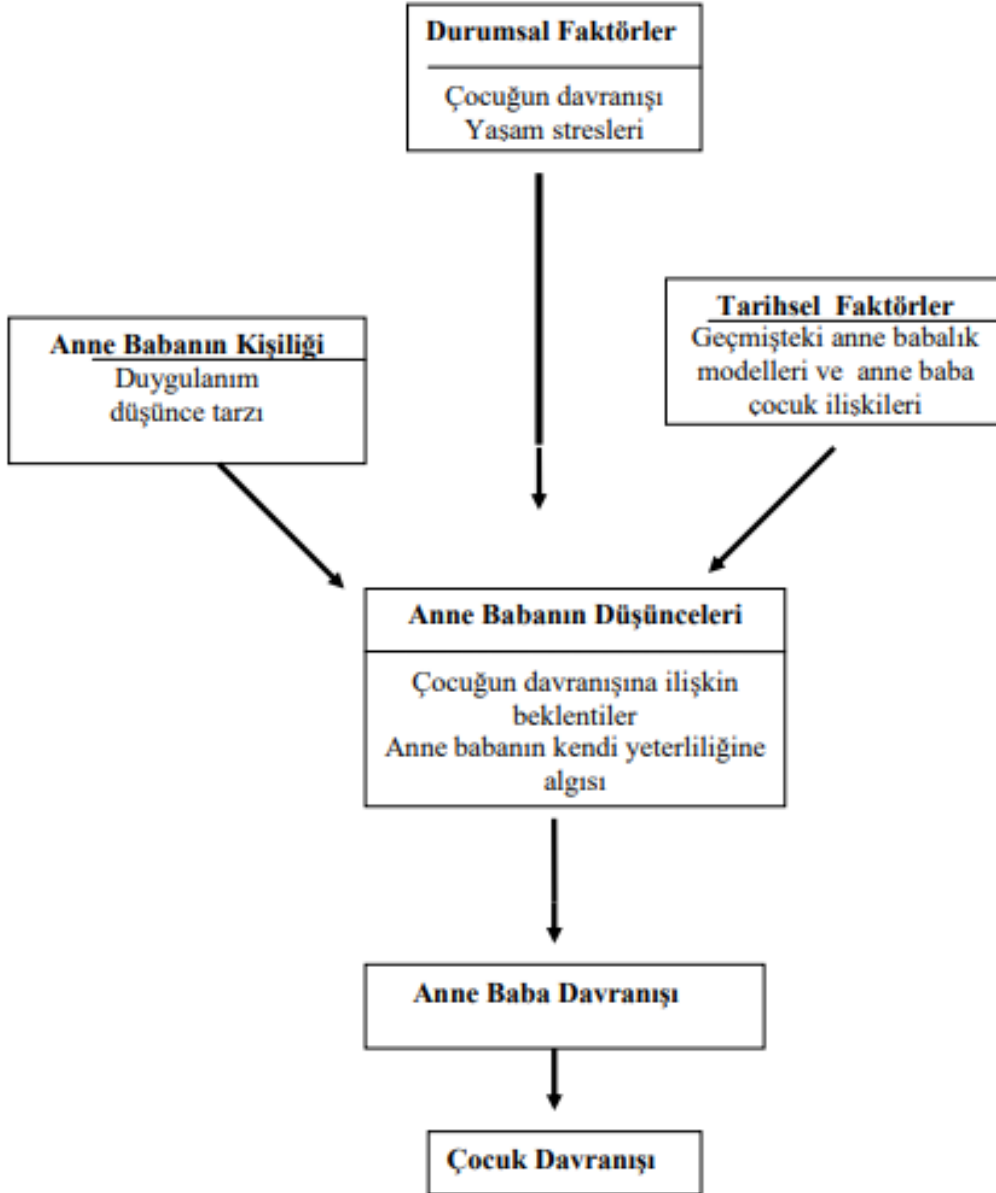 Durumsal Faktörler
Çocuğun davranışı
Yaşam stresleri
Anne Babanın Kişiliği
Duygulanım
düşünce tarzı
Tarihsel Faktörler
Geçmişteki anne babalık
modelleri ve anne baba
çocuk ilişkileri
Anne Babanın Düşünceleri
Çocuğun davranışına ilişkin
beklentiler
Anne babanın kendi yeterliliğine
algısı
Anne Baba Davranışı
Çocuk Davranışı